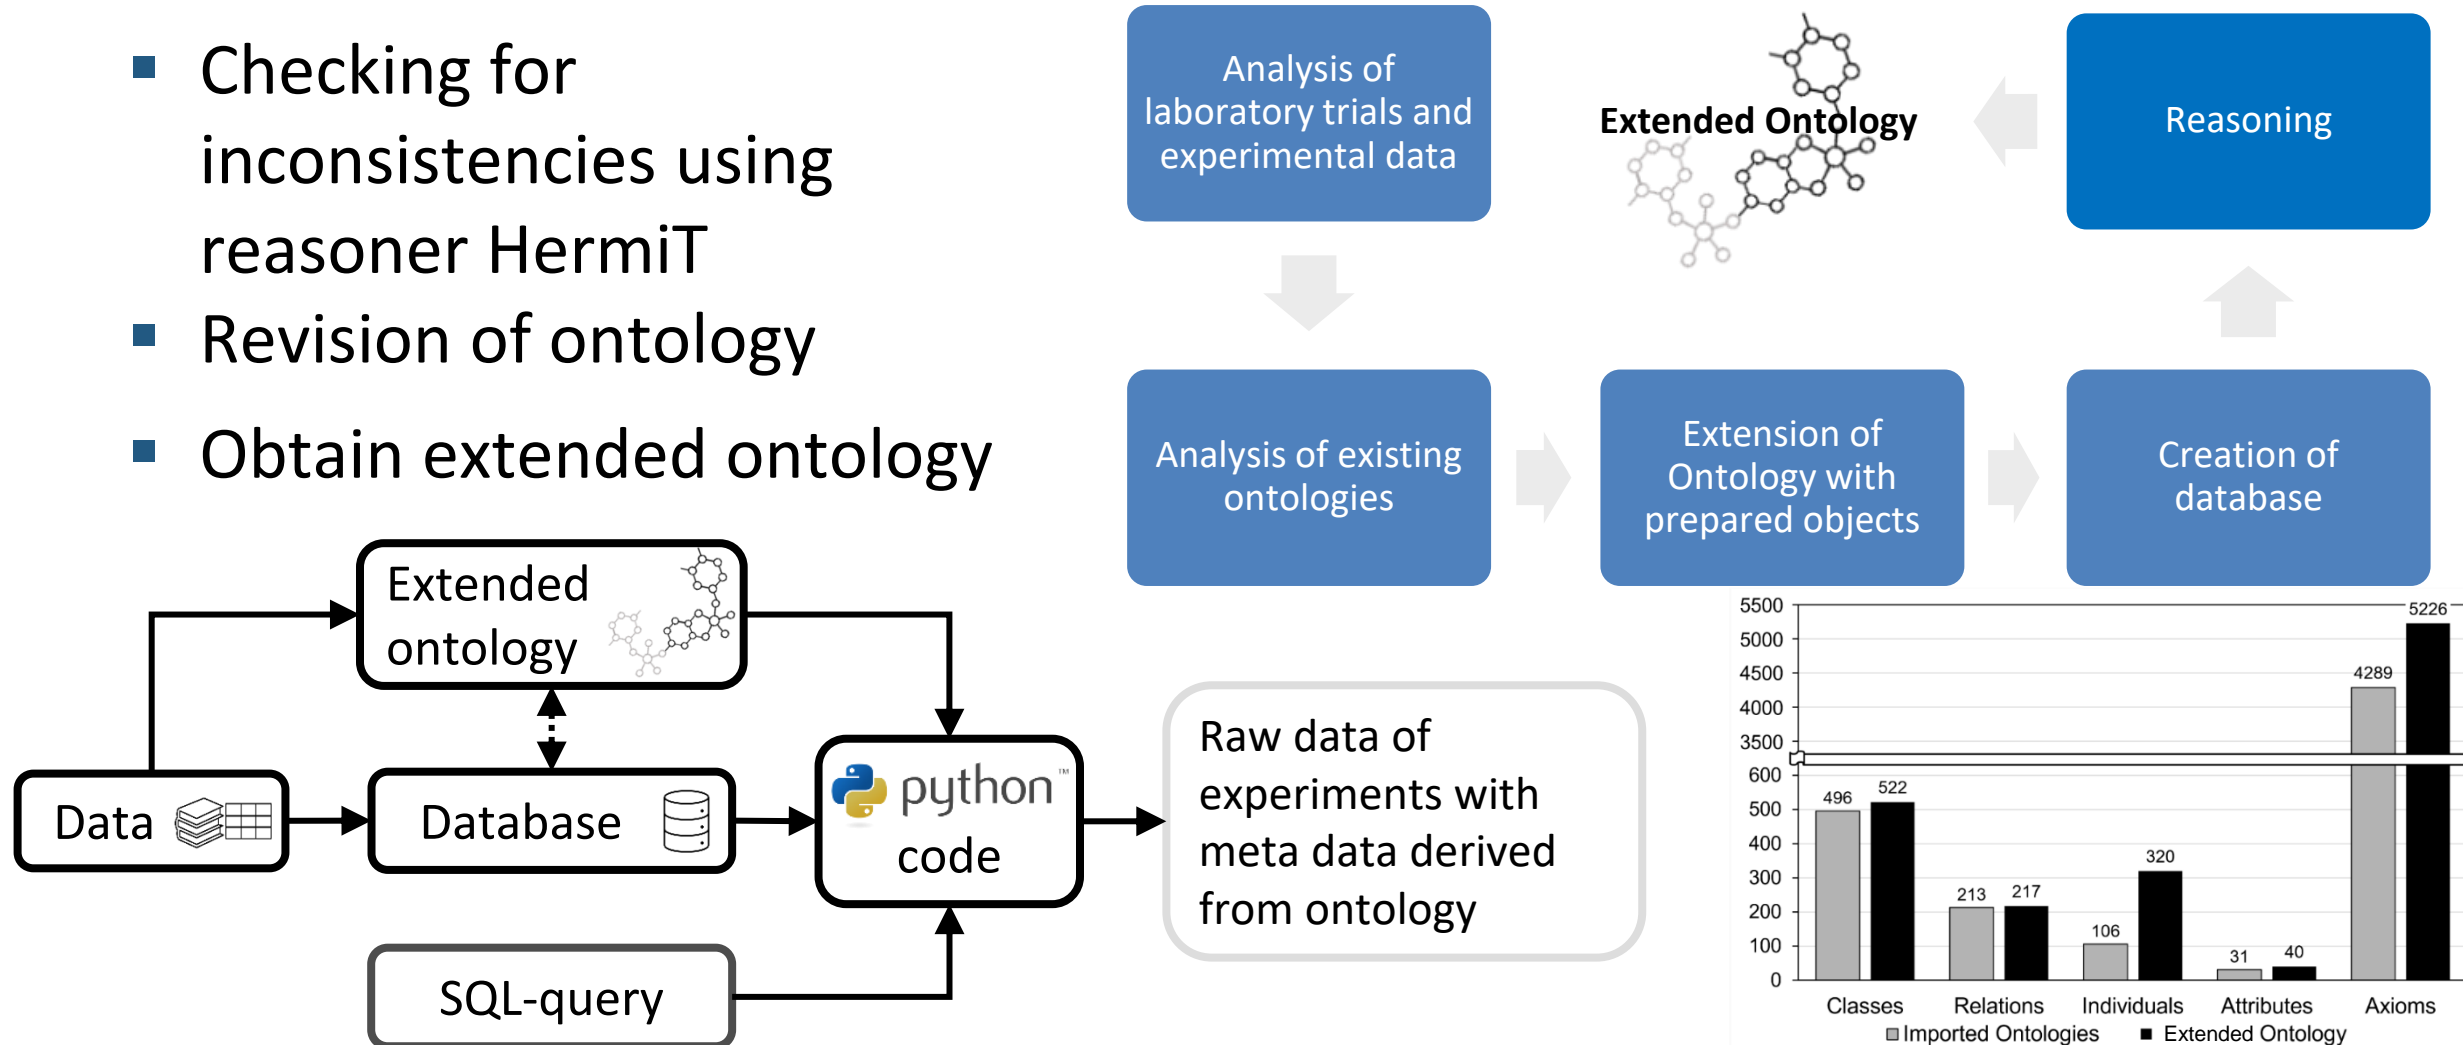 ▪ Checking for
inconsistencies using
reasoner HermiT
▪ Revision of ontology
▪ Obtain extended ontology
Analysis of
laboratory trials and
experimental data
Extended Ontology
Reasoning
Analysis of existing
ontologies
Extension of
Ontology with
prepared objects
Creation of
database
Extended
ontology
Data
Database
python™
code
SQL-query
Raw data of
experiments with
meta data derived
from ontology
5500
5000
4500
4000
3500
600
500
400
300
200
100
0
496
522
213
217
106
320
31
40
4289
5226
Classes
Relations
Individuals
Attributes
Axioms
Imported Ontologies
Extended Ontology